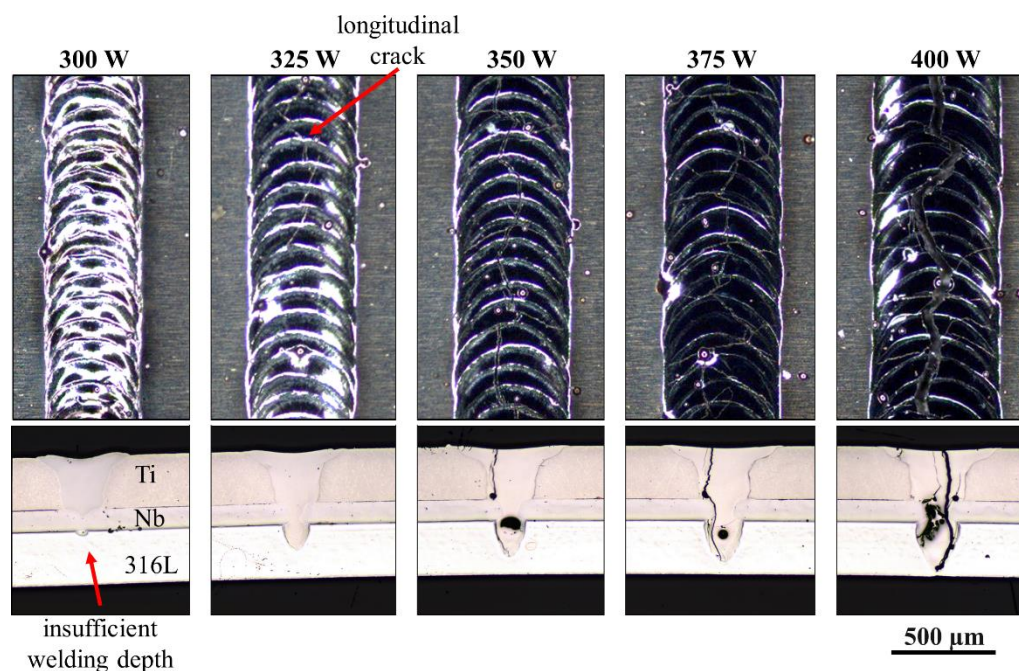 longitudinal
crack
300 W
325 W
350 W
375 W
400 W
Ti
Nb
316L
insufficient
welding depth
500 µm